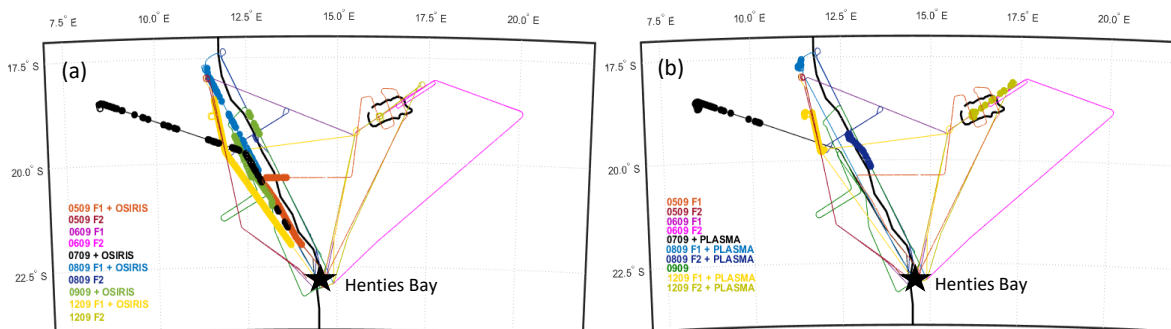 7.5° E 10.0° E 12.5° E 15.0° E 17.5° E 20.0° E
(a)
17.5° S
20.0° S
22.5° S
0509 F1 + OSIRIS
0509 F2
0609 F1
0609 F2
0709 + OSIRIS
0809 F1 + OSIRIS
0809 F2
0909 + OSIRIS
1209 F1 + OSIRIS
1209 F2
Henties Bay
7.5° E 10.0° E 12.5° E 15.0° E 17.5° E 20.0° E
(b)
17.5° S
20.0° S
22.5° S
0509 F1
0509 F2
0609 F1
0609 F2
0709 + PLASMA
0809 F1 + PLASMA
0809 F2 + PLASMA
0909
1209 F1 + PLASMA
1209 F2 + PLASMA
Henties Bay